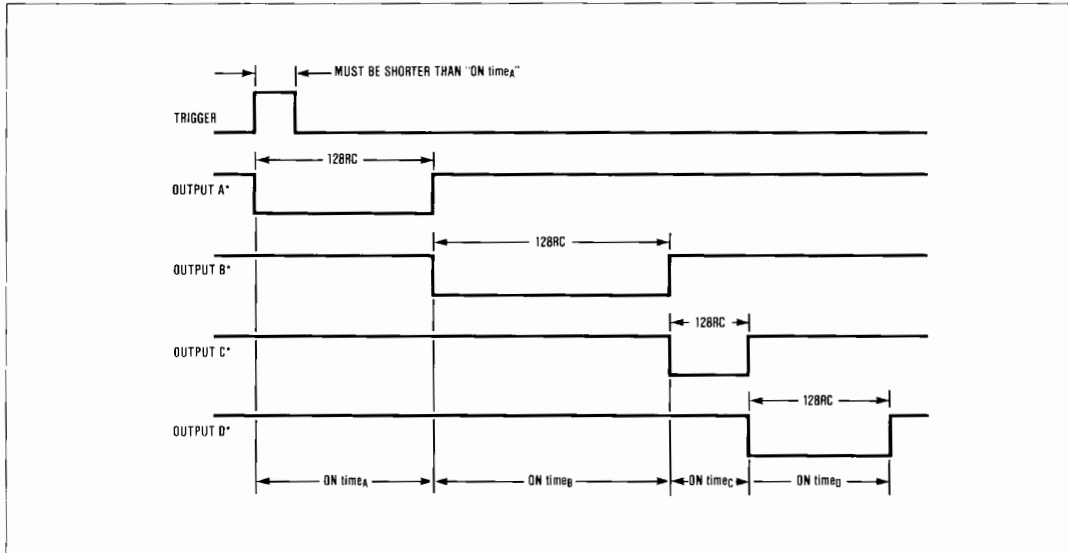 MUST BE SHORTER THAN "ON timeA"
TRIGGER
128RC
OUTPUT A*
128RC
OUTPUT B*
128RC
OUTPUT C*
128RC
OUTPUT D*
ON timeA
ON timeB
ON timeC
ON timeD